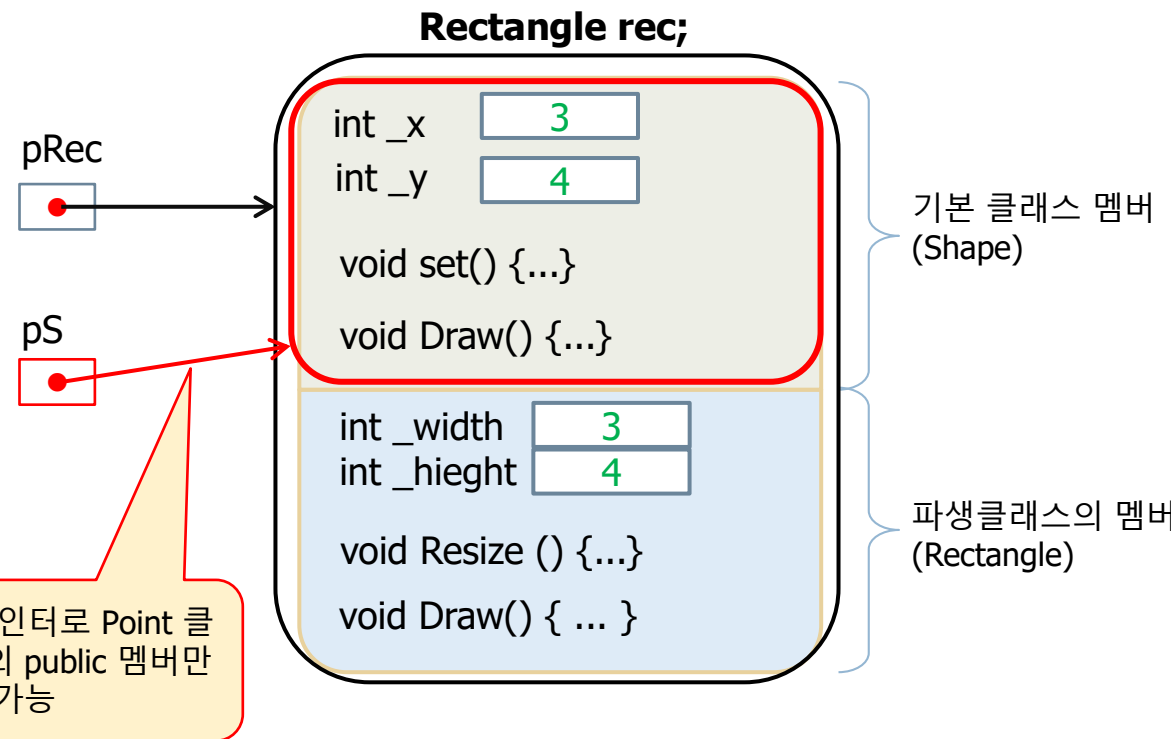 Rectangle rec;
int _x 3
int _y 4
void set() {...}
void Draw() {...}
pRec
pS
기본 클래스 멤버
(Shape)
int _width 3
int _hieght 4
void Resize () {...}
void Draw() { ... }
파생클래스의 멤버
(Rectangle)
인터로 Point 클
의 public 멤버만
가능